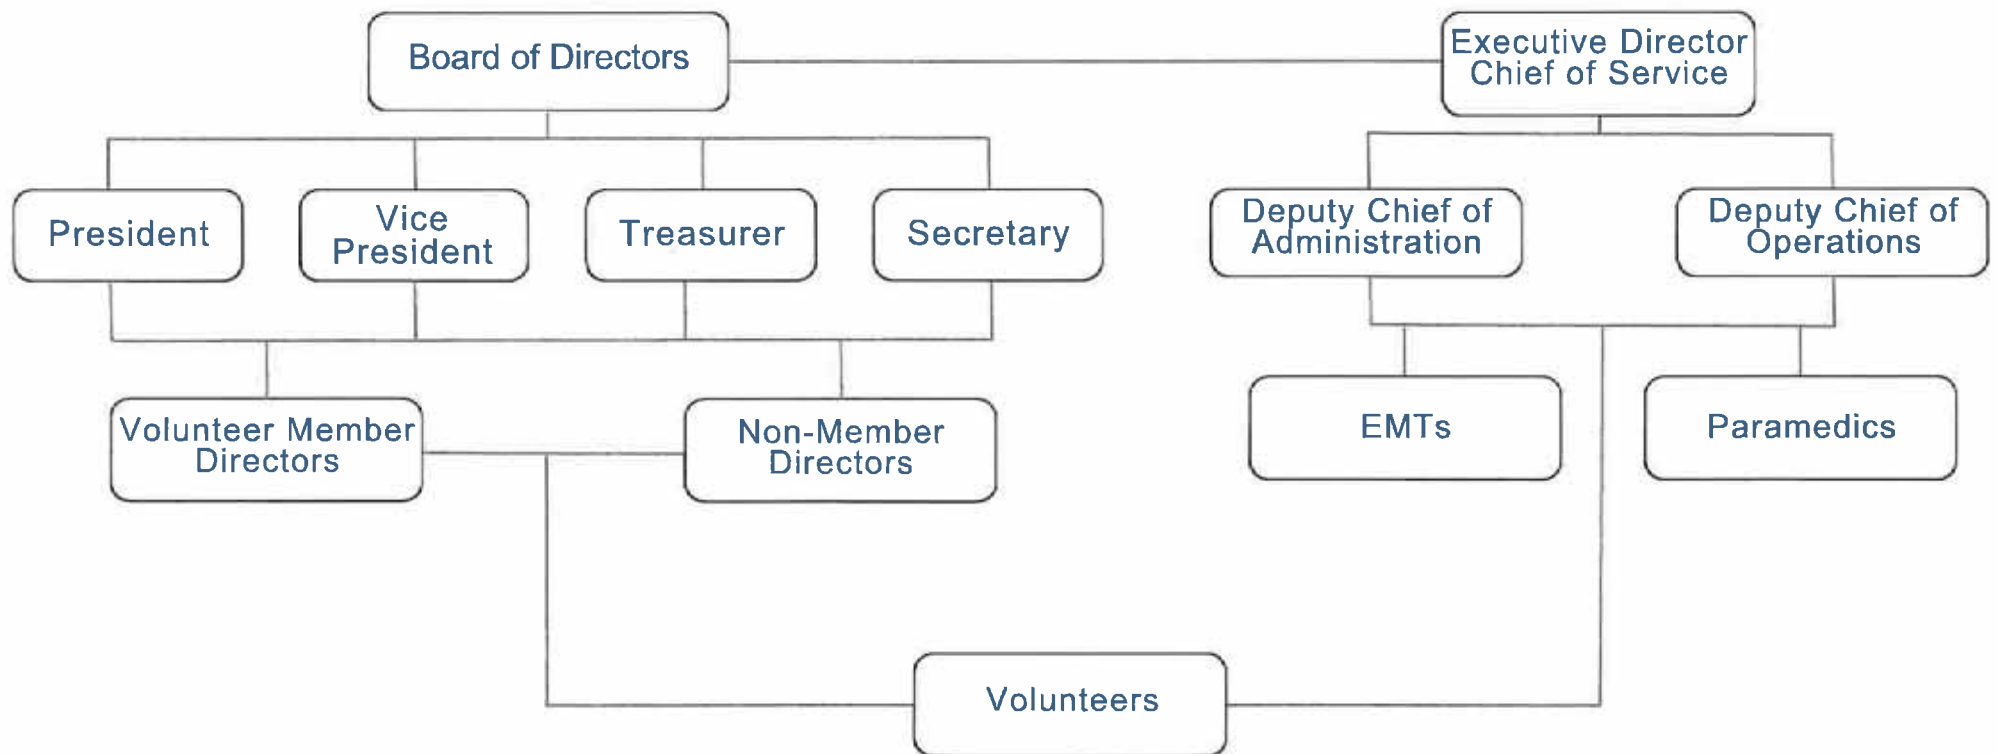 Board of Directors
Executive Director
Chief of Service
President
Vice
President
Treasurer
Secretary
Deputy Chief of
Administration
Deputy Chief of
Operations
Volunteer Member
Directors
Non-Member
Directors
EMTs
Paramedics
Volunteers